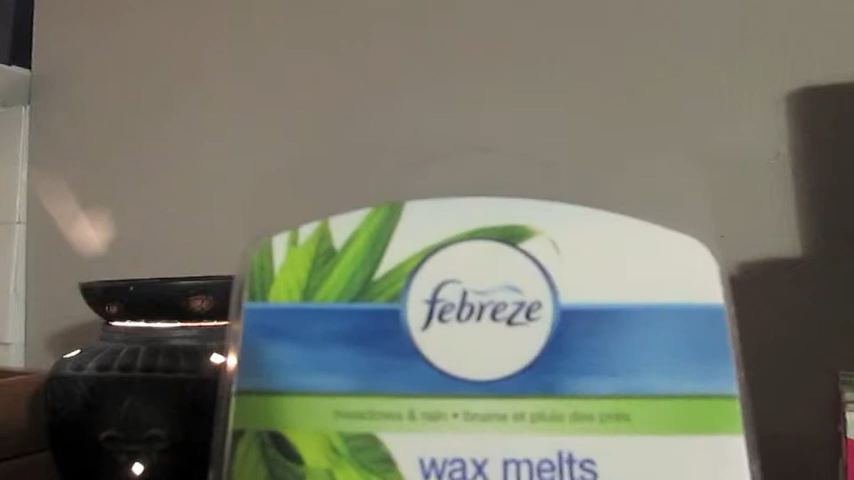 febreze
meadows & rain • brume et pluie des prés
wax melts